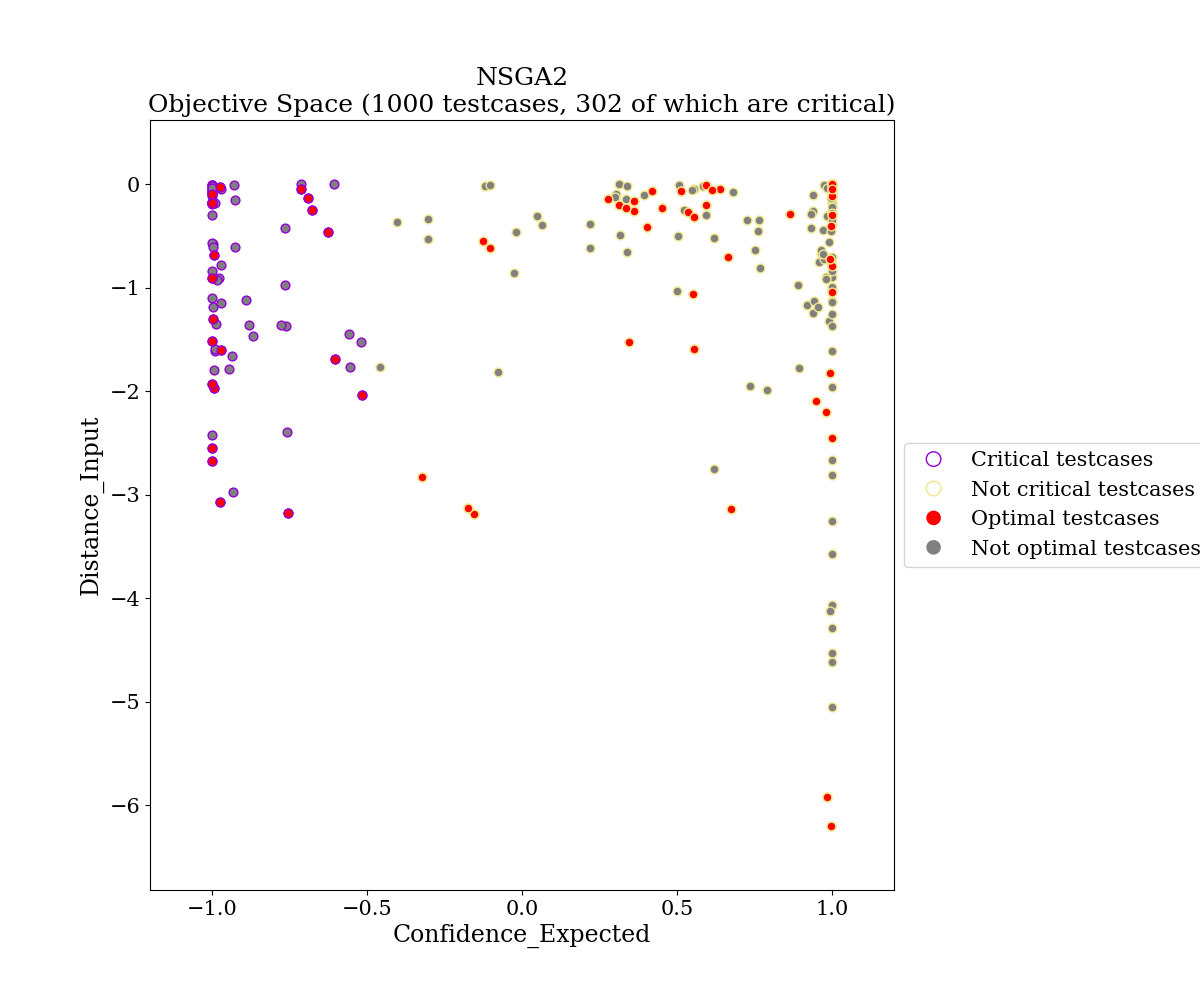 NSGA2
Objective Space (1000 testcases, 302 of which are critical)
0
−1
−2
−3
−4
−5
−6
Distance_Input
−1.0
−0.5
0.0
0.5
1.0
Confidence_Expected
Critical testcases
Not critical testcases
Optimal testcases
Not optimal testcases